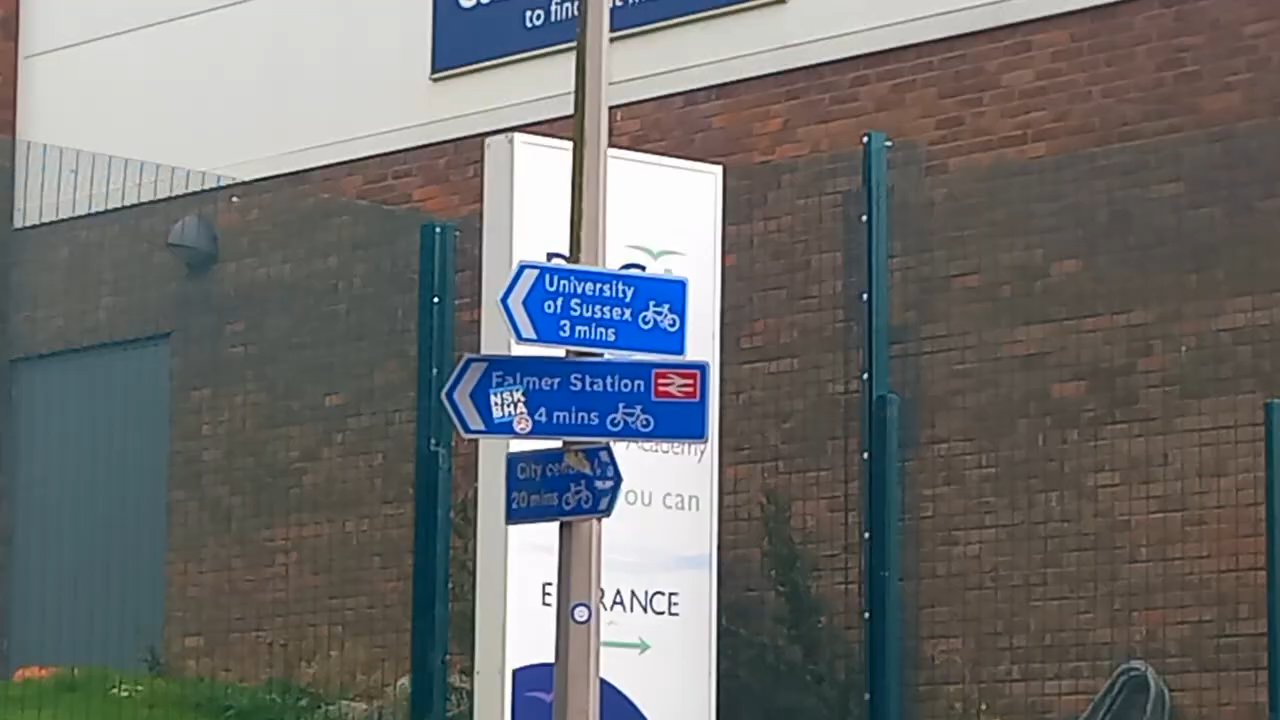 to find
University
of Sussex
3 mins
Falmer Station
NSK
BHA
4 mins
City
20 mins
Academy
you can
ENTRANCE